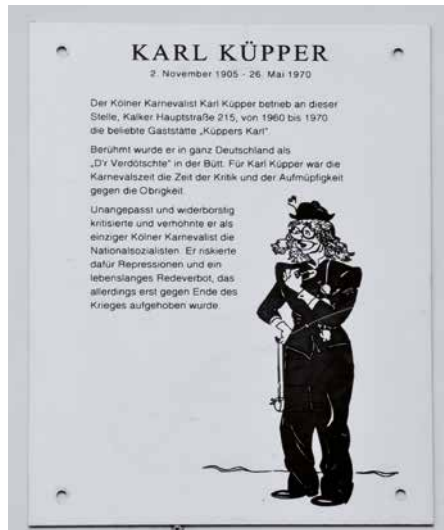 KARL KÜPPER
2. November 1905 - 26. Mai 1970
Der Kölner Karnevalist Karl Küpper betrieb an dieser
Stelle, Kalker Hauptstraße 215, von 1960 bis 1970
die beliebte Gaststätte „Küppers Karl“.
Berühmt wurde er in ganz Deutschland als
„D'r Verdötschte“ in der Bütt. Für Karl Küpper war die
Karnevalszeit die Zeit der Kritik und der Aufmüpfigkeit
gegen die Obrigkeit.
Unangepasst und widerborstig
kritisierte und verhöhnte er als
einziger Kölner Karnevalist die
Nationalsozialisten. Er riskierte
dafür Repressionen und ein
lebenslanges Redeverbot, das
allerdings erst gegen Ende des
Krieges aufgehoben wurde.